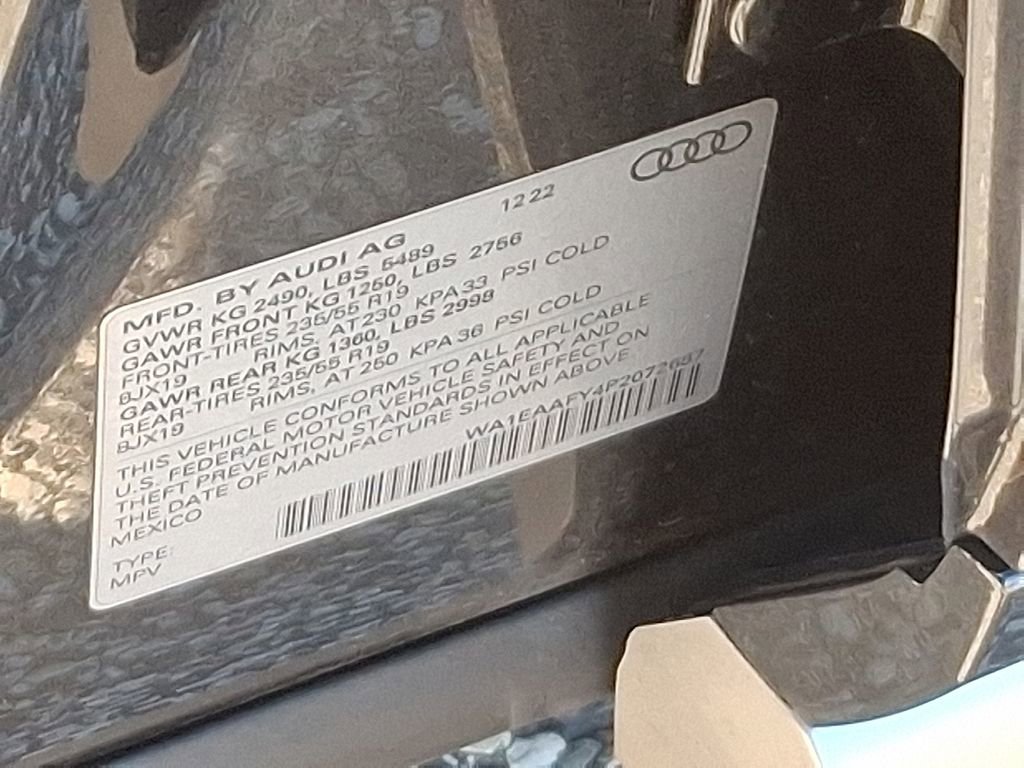 12 22
MFD. BY AUDI AG
GVWR KG 2490, LBS 5489
GAWR FRONT KG 1250, LBS 2756
FRONT-TIRES 235/55 R19
8JX19 RIMS, AT 230 KPA 33 PSI COLD
GAWR REAR KG 1360, LBS 2998
REAR-TIRES 235/55 R19
8JX19 RIMS, AT 250 KPA 36 PSI COLD
THIS VEHICLE CONFORMS TO ALL APPLICABLE
U.S. FEDERAL MOTOR VEHICLE SAFETY AND
THEFT PREVENTION STANDARDS IN EFFECT ON
THE DATE OF MANUFACTURE SHOWN ABOVE
MEXICO
TYPE:
MPV